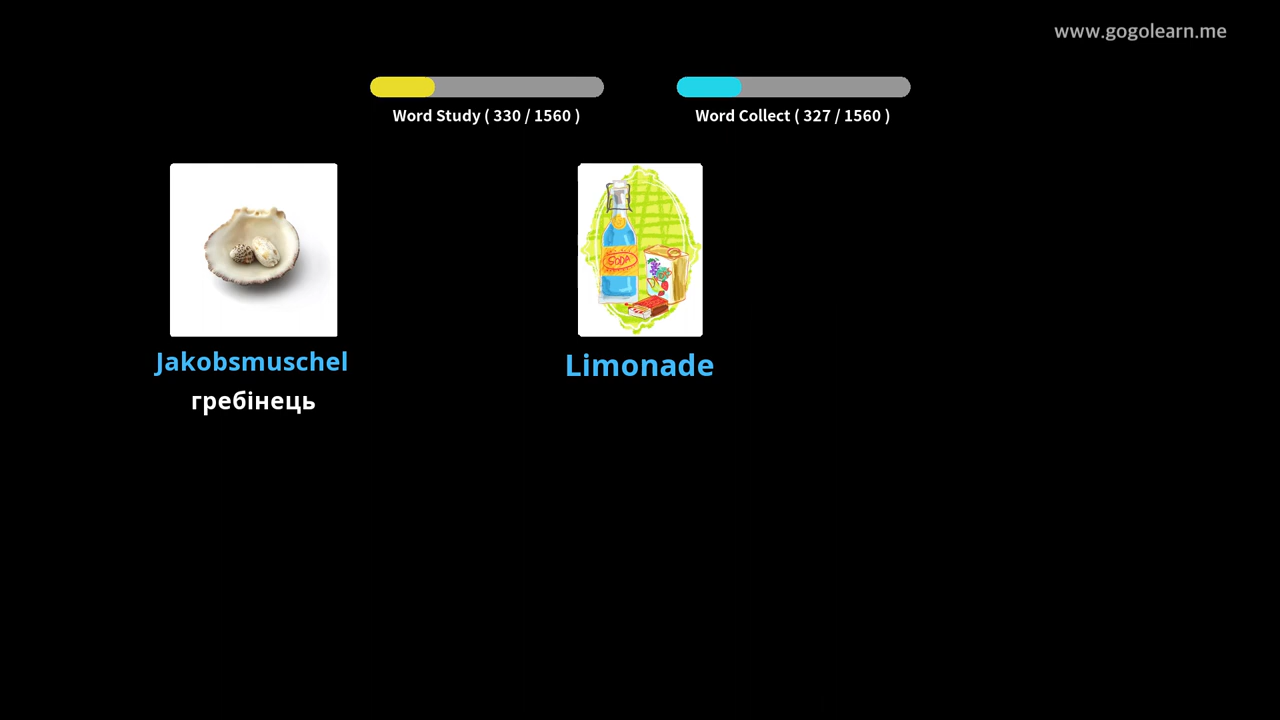 www.gogolearn.me
Word Study ( 330 / 1560 )
Word Collect ( 327 / 1560 )
SODA
Jakobsmuschel
Limonade
гребінець